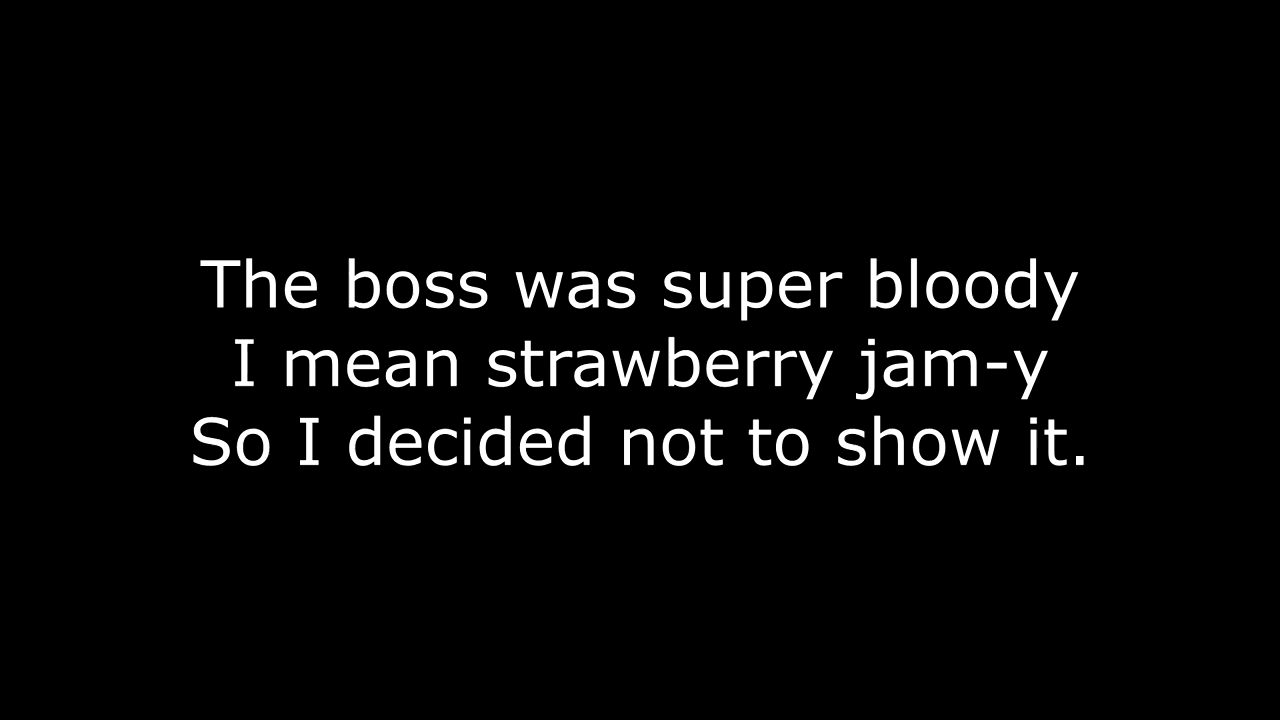 The boss was super bloody
I mean strawberry jam-y
So I decided not to show it.